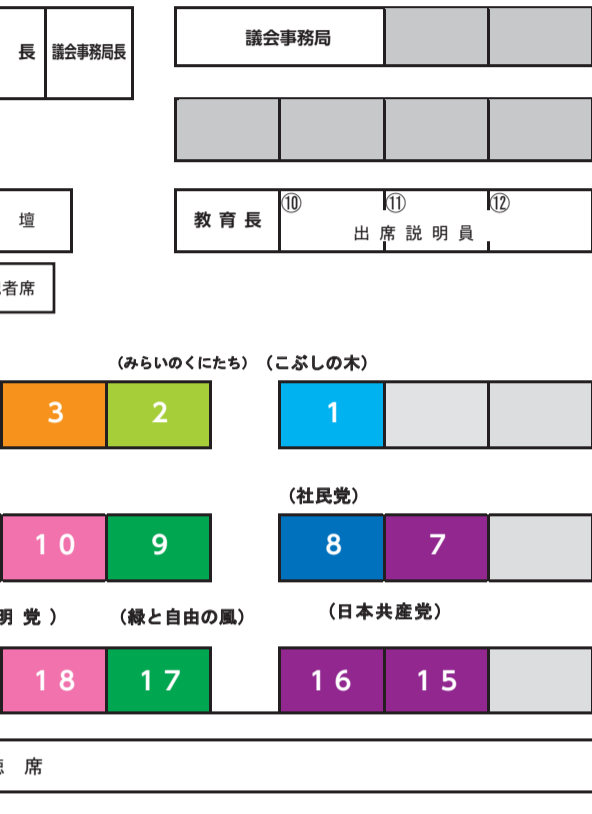 長 議会事務局長 議会事務局
壇 教育長 ⑩ ⑪ ⑫
出席説明員
者席
(みらいのくにたち) (こぶしの木)
3 2 1
(社民党)
10 9 8 7
明党) (緑と自由の風) (日本共産党)
18 17 16 15
席